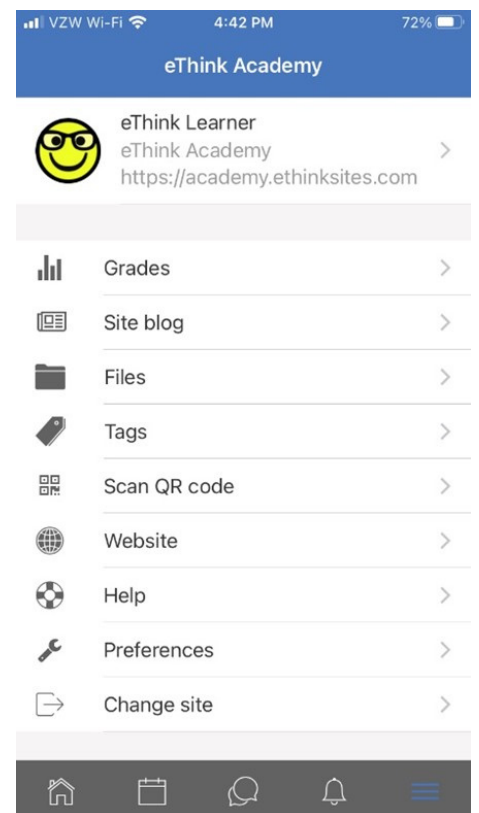 VZW Wi-Fi 4:42 PM 72%
eThink Academy
eThink Learner
eThink Academy
https://academy.ethinksites.com
Grades
Site blog
Files
Tags
Scan QR code
Website
Help
Preferences
Change site